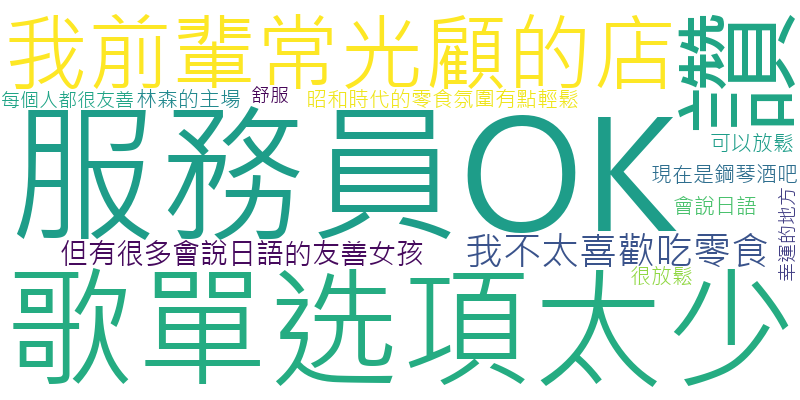 我前輩常光顧的店
讚
每個人都很友善
林森的主場
舒服
昭和時代的零食氛圍有點輕鬆
服務員OK
可以放鬆
現在是鋼琴酒吧
會說日語
幸運的地方
但有很多會說日語的友善女孩
我不太喜歡吃零食
很放鬆
歌單选項太少